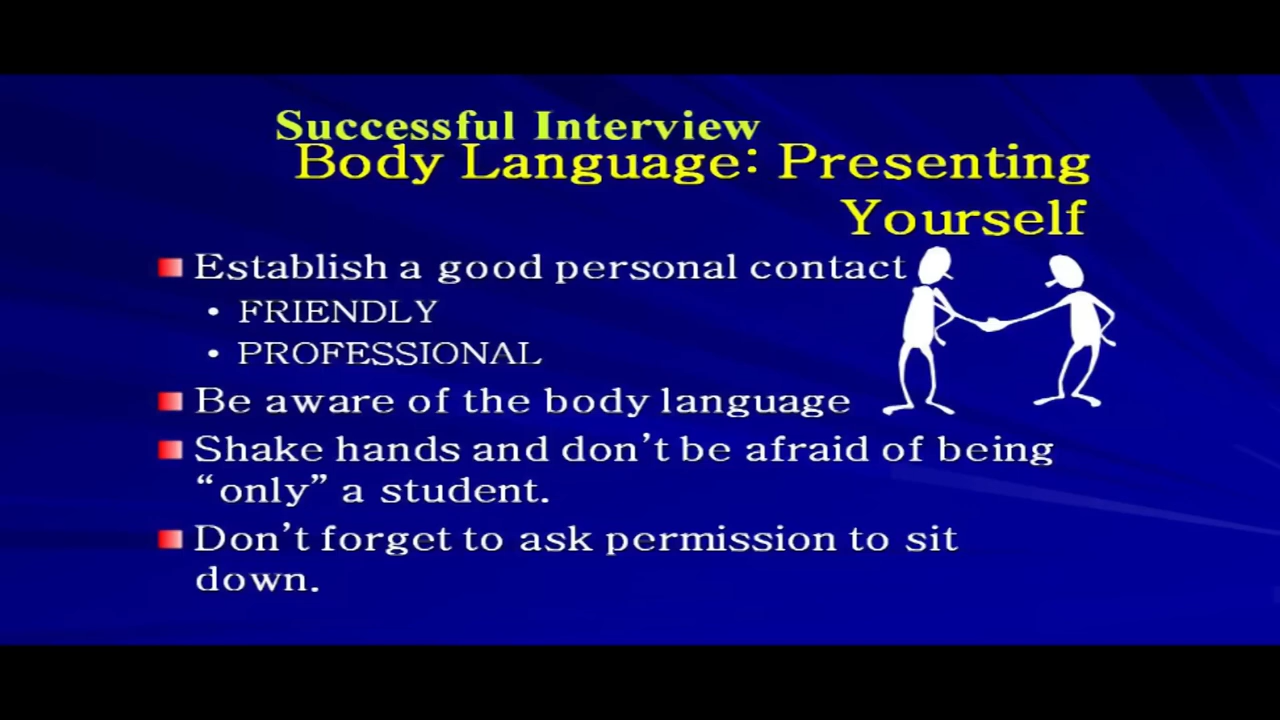 Successful Interview
Body Language: Presenting
Yourself
Establish a good personal contact
• FRIENDLY
• PROFESSIONAL
Be aware of the body language
Shake hands and don’t be afraid of being
“only” a student.
Don’t forget to ask permission to sit
down.